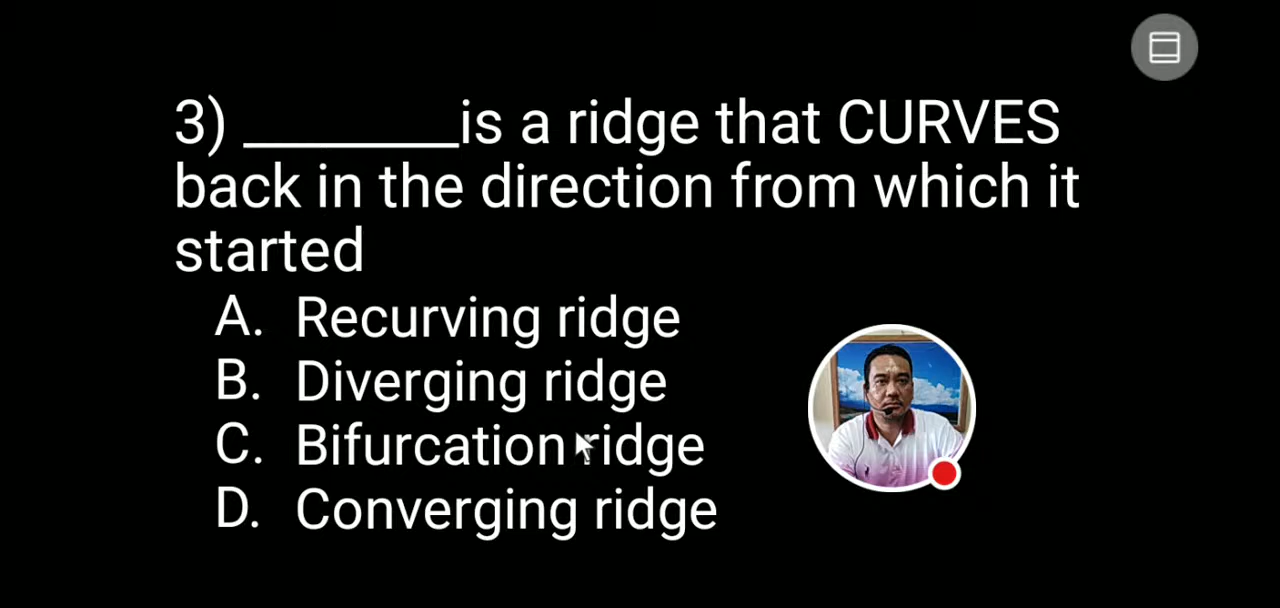 3) ________is a ridge that CURVES
back in the direction from which it
started
A. Recurving ridge
B. Diverging ridge
C. Bifurcation ridge
D. Converging ridge